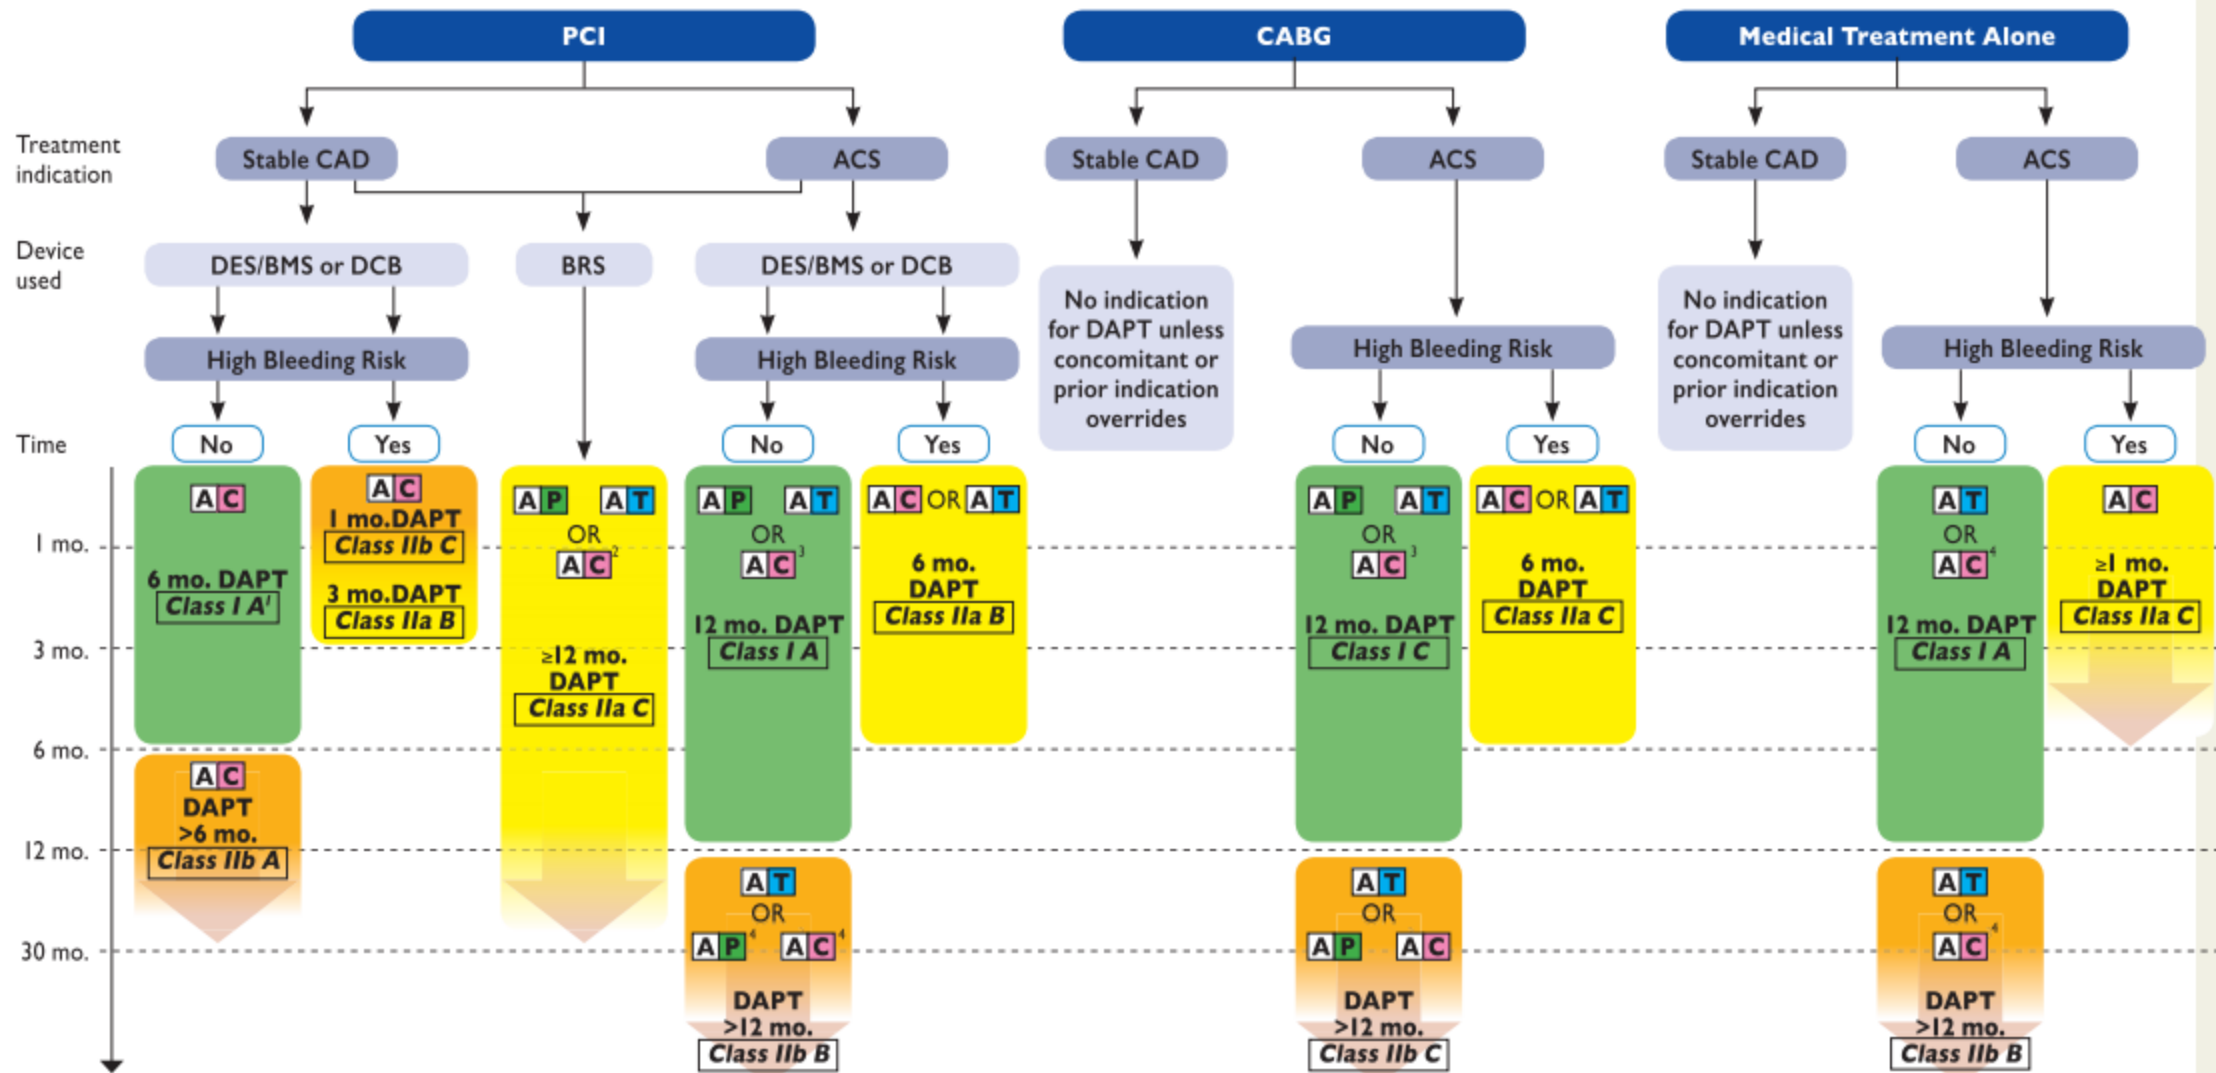 PCI
CABG
Medical Treatment Alone
Treatment
indication
Stable CAD
ACS
Stable CAD
ACS
Stable CAD
ACS
Device
used
DES/BMS or DCB
BRS
DES/BMS or DCB
No indication
for DAPT unless
concomitant or
prior indication
overrides
No indication
for DAPT unless
concomitant or
prior indication
overrides
High Bleeding Risk
High Bleeding Risk
High Bleeding Risk
High Bleeding Risk
Time
No
Yes
No
Yes
No
Yes
No
Yes
1 mo.
3 mo.
6 mo.
12 mo.
30 mo.
A C
6 mo. DAPT
Class I A¹
A C
DAPT
>6 mo.
Class IIb A
A C
1 mo.DAPT
Class IIb C
3 mo.DAPT
Class IIa B
A P A T
OR
A C ²
≥12 mo.
DAPT
Class IIa C
A P A T
OR
A C ³
12 mo. DAPT
Class I A
A T
OR
A P ⁴ A C ⁴
DAPT
>12 mo.
Class IIb B
A C OR A T
6 mo.
DAPT
Class IIa B
A P A T
OR
A C ³
12 mo. DAPT
Class I C
A T
OR
A P A C
DAPT
>12 mo.
Class IIb C
A C OR A T
6 mo.
DAPT
Class IIa C
A T
OR
A C ⁴
12 mo. DAPT
Class I A
A T
OR
A C ⁴
DAPT
>12 mo.
Class IIb B
A C
≥1 mo.
DAPT
Class IIa C